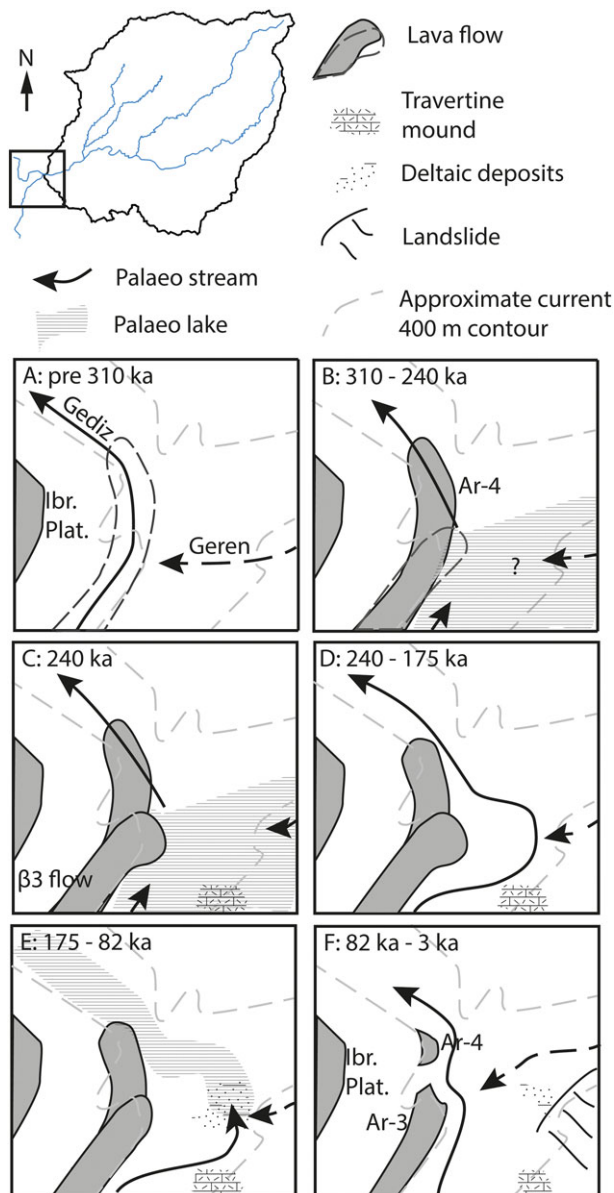 N
Lava flow
Travertine
mound
Deltaic deposits
Landslide
Approximate current
400 m contour
Palaeo stream
Palaeo lake
A: pre 310 ka
Gediz
Ibr.
Plat.
Geren
B: 310 - 240 ka
Ar-4
?
C: 240 ka
β3 flow
D: 240 - 175 ka
E: 175 - 82 ka
F: 82 ka - 3 ka
Ar-4
Ibr.
Plat.
Ar-3